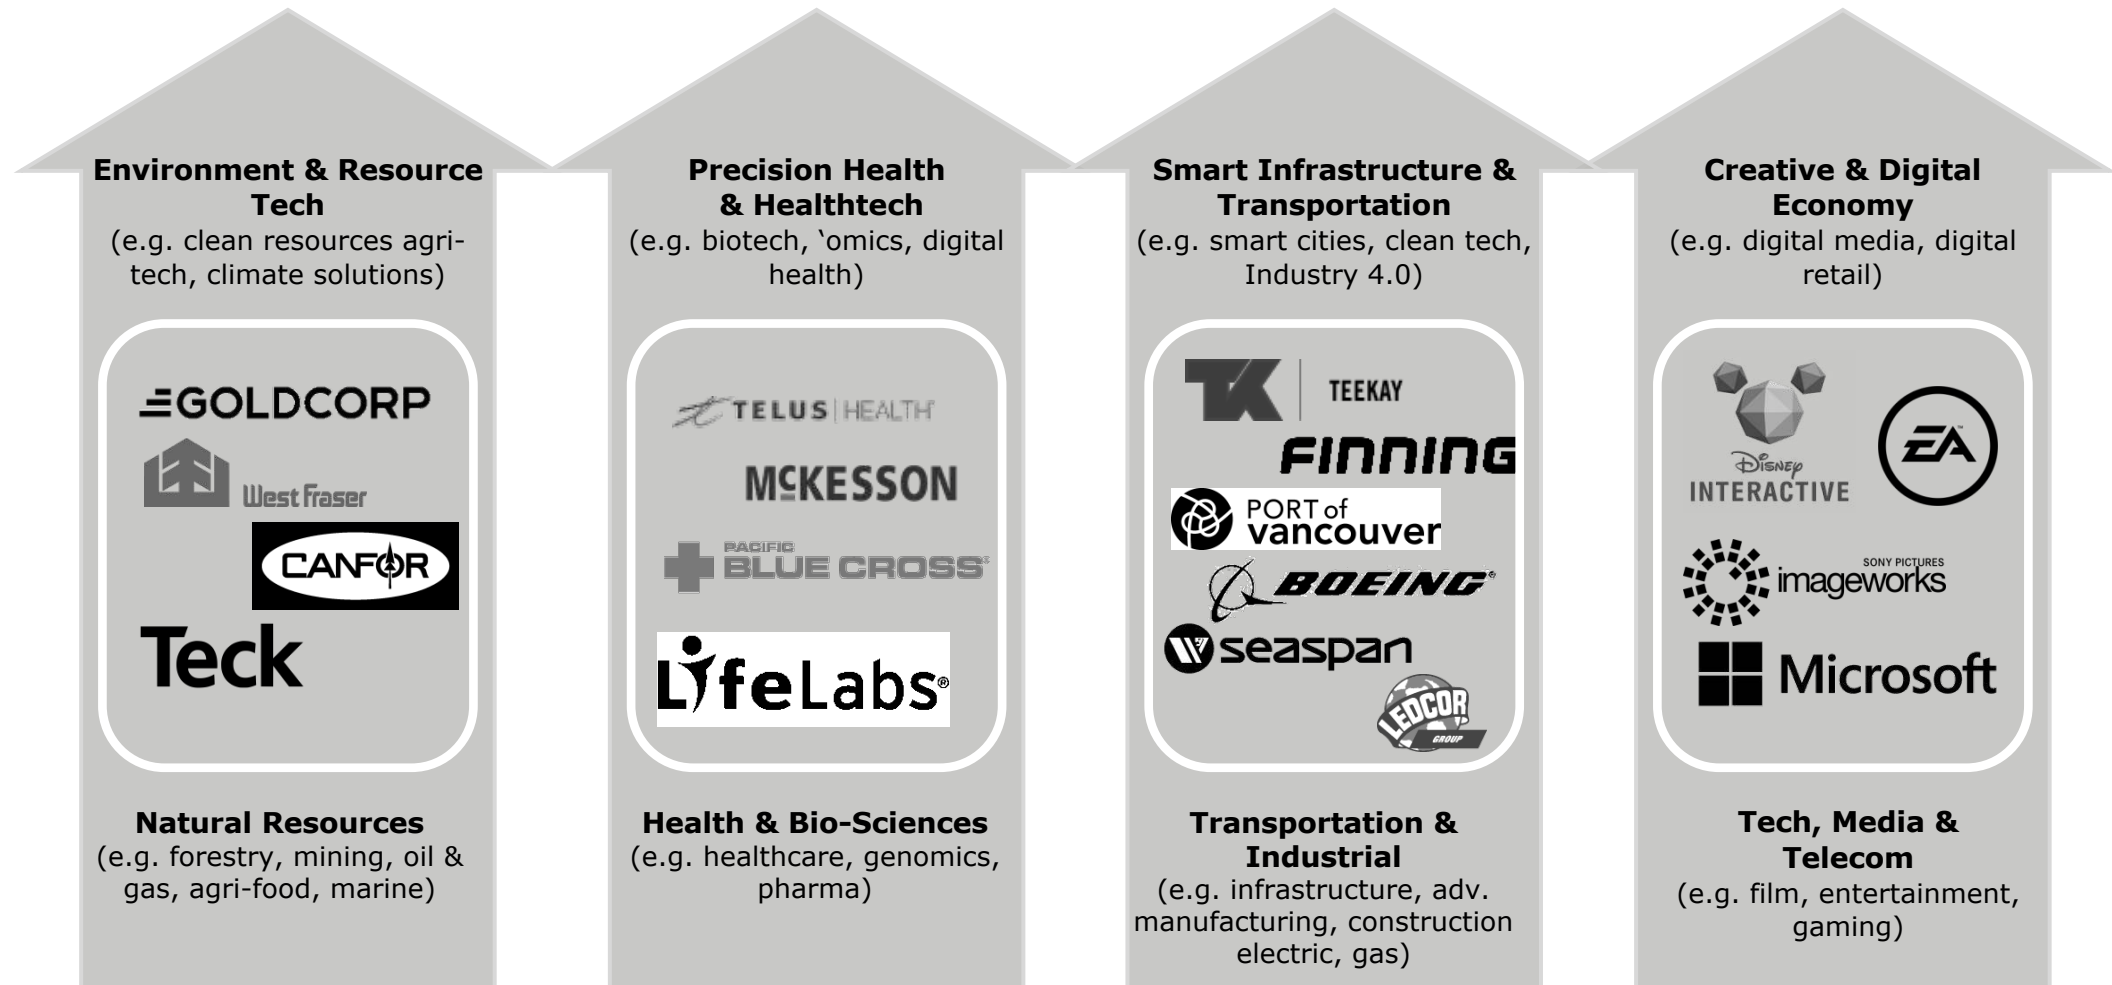 Environment & Resource
Tech
(e.g. clean resources agri-
tech, climate solutions)
GOLDCORP
West Fraser
CANFOR
Teck
Natural Resources
(e.g. forestry, mining, oil &
gas, agri-food, marine)
Precision Health
& Healthtech
(e.g. biotech, ‘omics, digital
health)
TELUS | HEALTH
MCKESSON
PACIFIC
BLUE CROSS
LifeLabs®
Health & Bio-Sciences
(e.g. healthcare, genomics,
pharma)
Smart Infrastructure &
Transportation
(e.g. smart cities, clean tech,
Industry 4.0)
TK | TEEKAY
FINNING
PORT of
vancouver
BOEING®
seaspan
LEDCOR
GROUP
Transportation &
Industrial
(e.g. infrastructure, adv.
manufacturing, construction
electric, gas)
Creative & Digital
Economy
(e.g. digital media, digital
retail)
Disney
INTERACTIVE
EA
SONY PICTURES
imageworks
Microsoft
Tech, Media &
Telecom
(e.g. film, entertainment,
gaming)